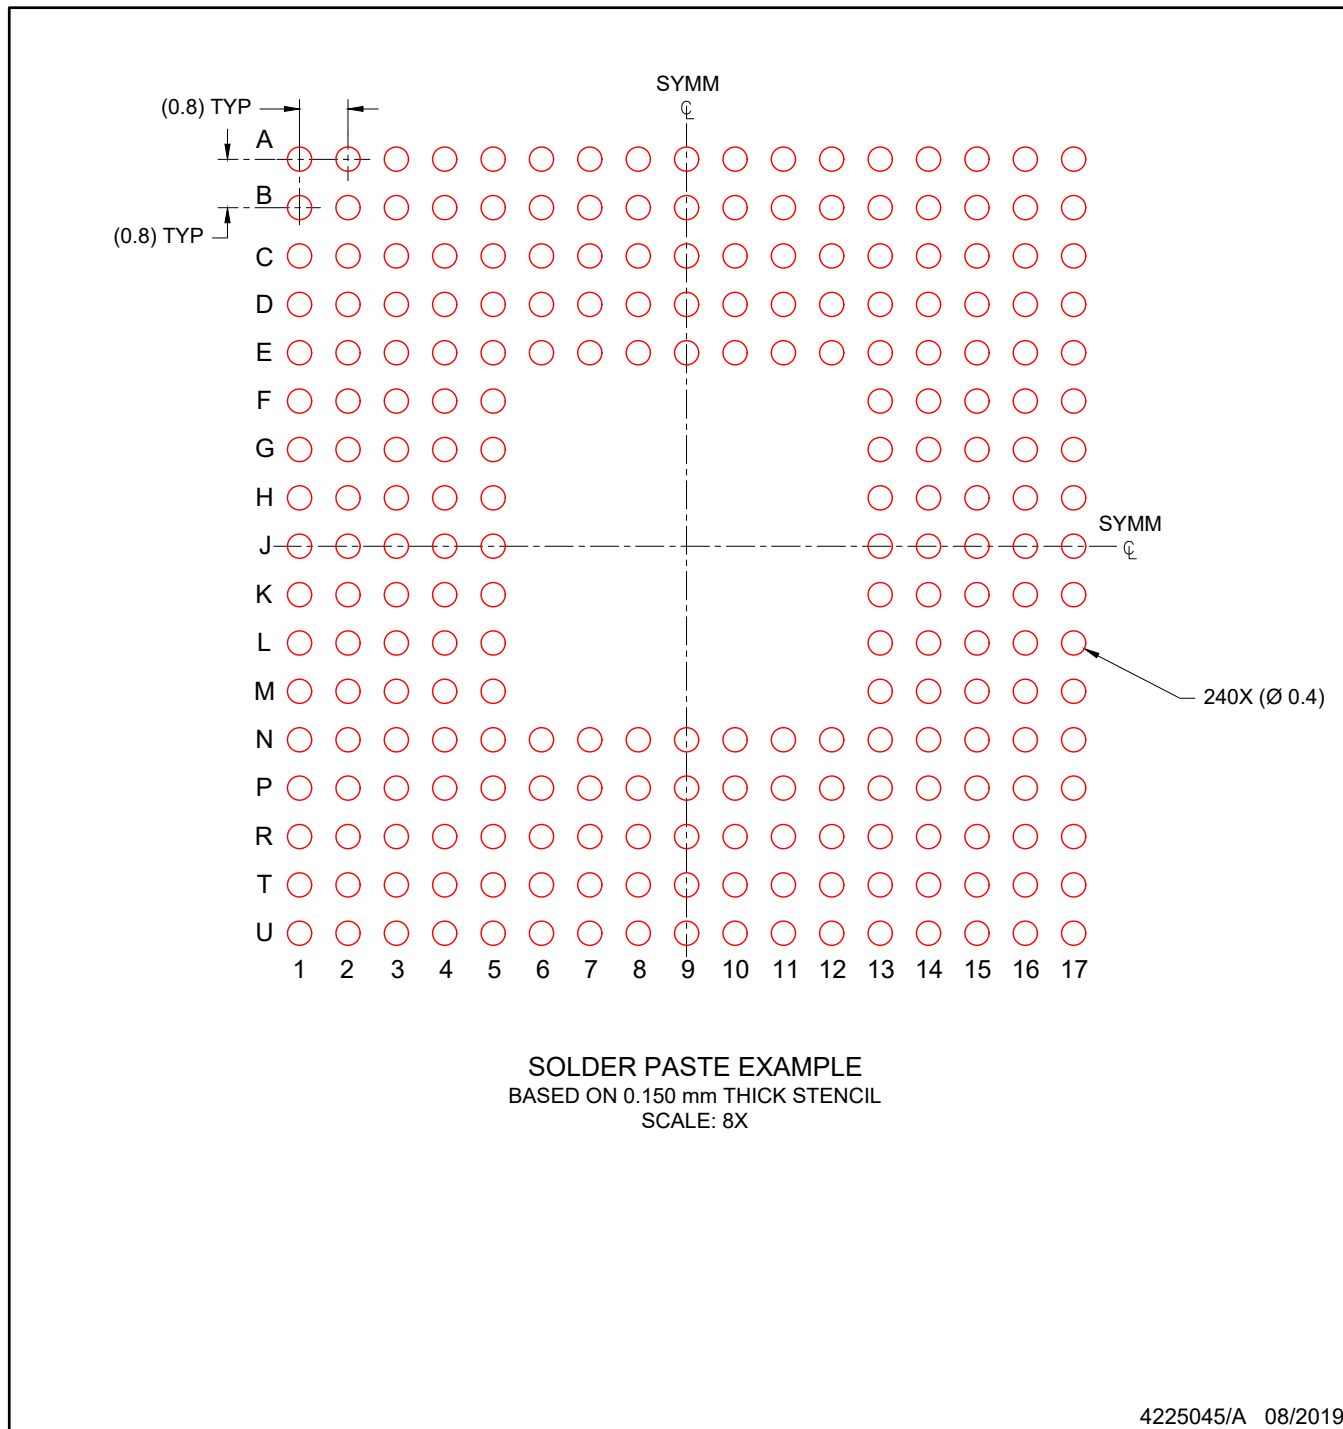 SYMM
℄
(0.8) TYP
A
B
(0.8) TYP
C
D
E
F
G
H
SYMM
J
℄
K
L
M
240X (Ø 0.4)
N
P
R
T
U
1 2 3 4 5 6 7 8 9 10 11 12 13 14 15 16 17
SOLDER PASTE EXAMPLE
BASED ON 0.150 mm THICK STENCIL
SCALE: 8X
4225045/A 08/2019